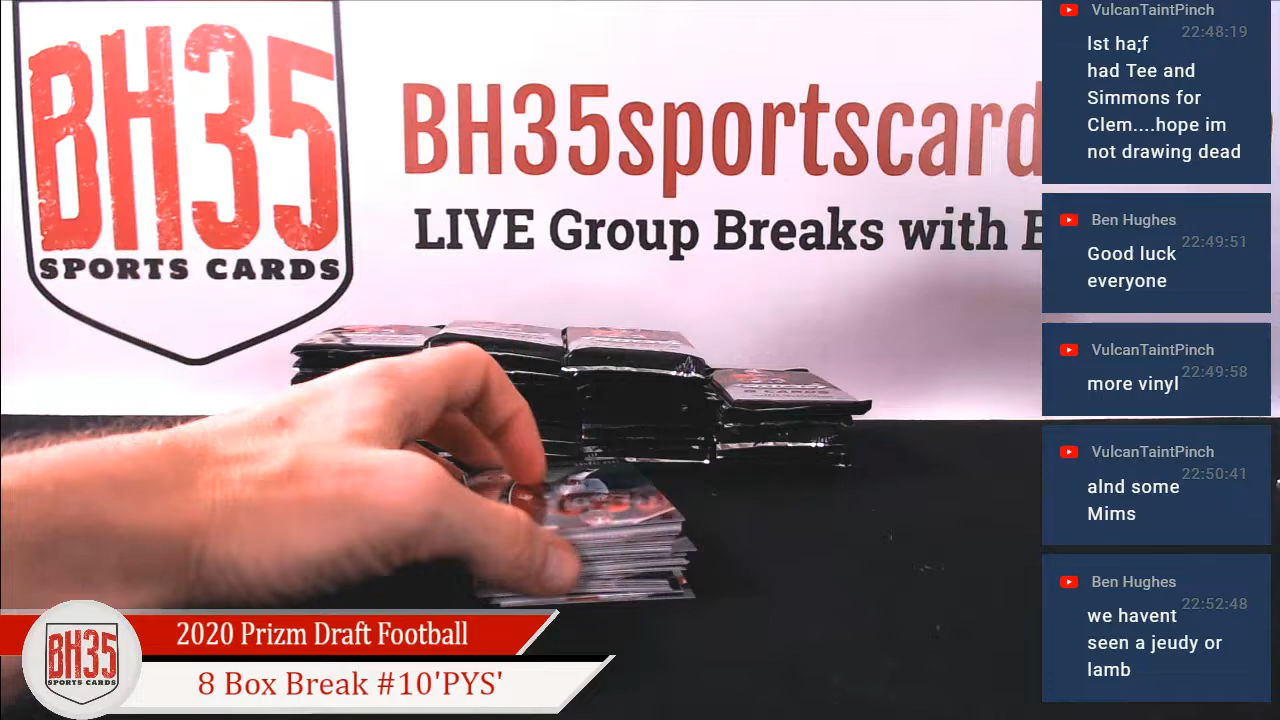 BH35
SPORTS CARDS
BH35sportscard
LIVE Group Breaks with
8 CARDS
BH35
SPORTS CARDS
2020 Prizm Draft Football
8 Box Break #10'PYS'
VulcanTaintPinch
22:48:19
lst ha;f
had Tee and
Simmons for
Clem....hope im
not drawing dead
Ben Hughes
22:49:51
Good luck
everyone
VulcanTaintPinch
22:49:58
more vinyl
VulcanTaintPinch
22:50:41
alnd some
Mims
Ben Hughes
22:52:48
we havent
seen a jeudy or
lamb